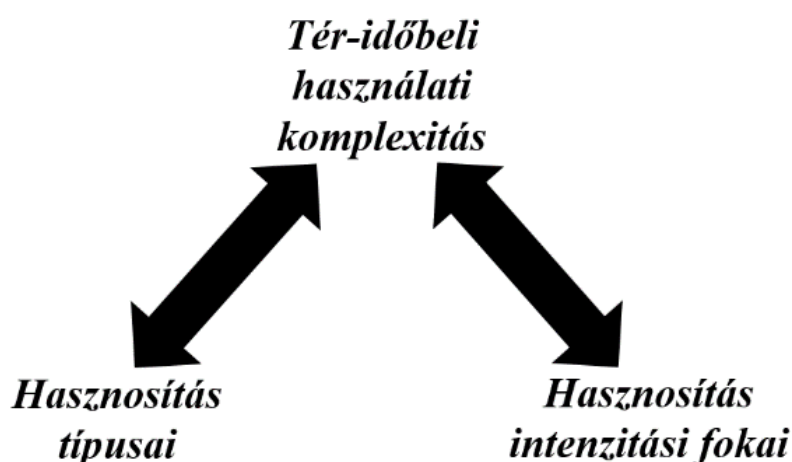 Tér-időbeli
használati
komplexitás
Hasznosítás
típusai
Hasznosítás
intenzitási fokai